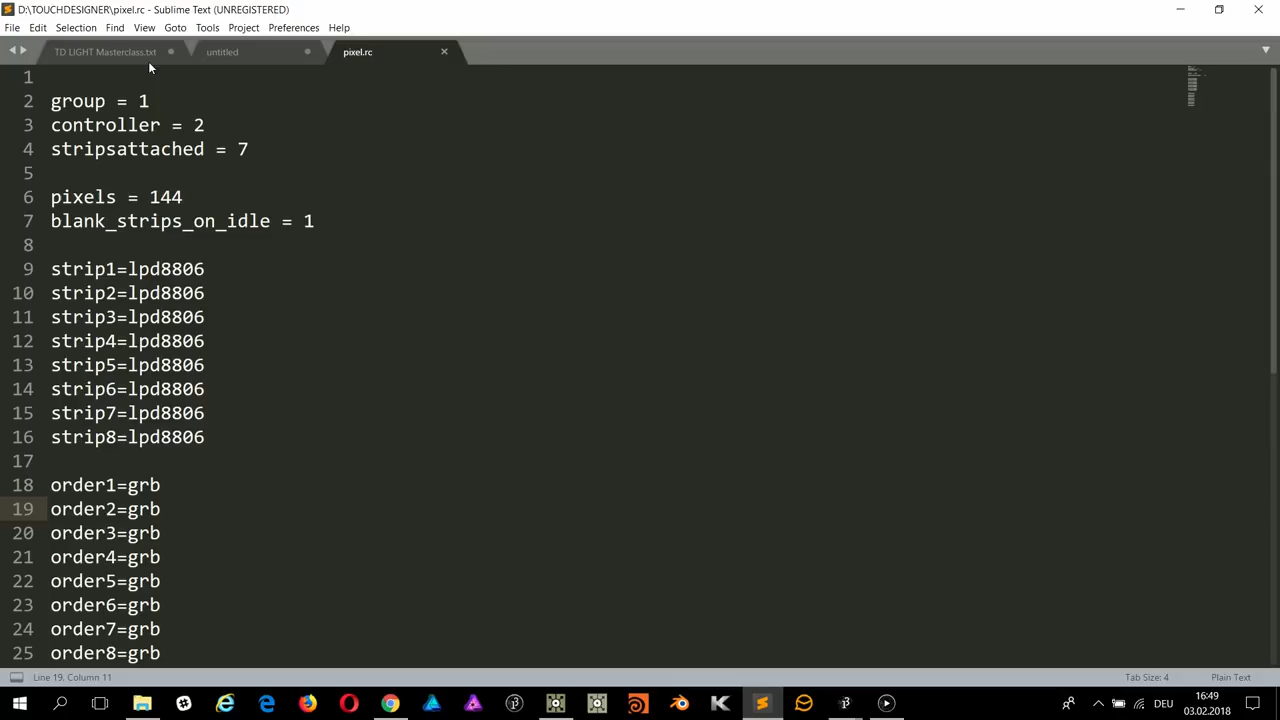 D:\TOUCHDESIGNER\pixel.rc - Sublime Text (UNREGISTERED)
File Edit Selection Find View Goto Tools Project Preferences Help
TD LIGHT Masterclass.txt untitled pixel.rc
1
2 group = 1
3 controller = 2
4 stripsattached = 7
5
6 pixels = 144
7 blank_strips_on_idle = 1
8
9 strip1=lpd8806
10 strip2=lpd8806
11 strip3=lpd8806
12 strip4=lpd8806
13 strip5=lpd8806
14 strip6=lpd8806
15 strip7=lpd8806
16 strip8=lpd8806
17
18 order1=grb
19 order2=grb
20 order3=grb
21 order4=grb
22 order5=grb
23 order6=grb
24 order7=grb
25 order8=grb
Line 19, Column 11 Tab Size: 4 Plain Text
DEU 16:49
03.02.2018